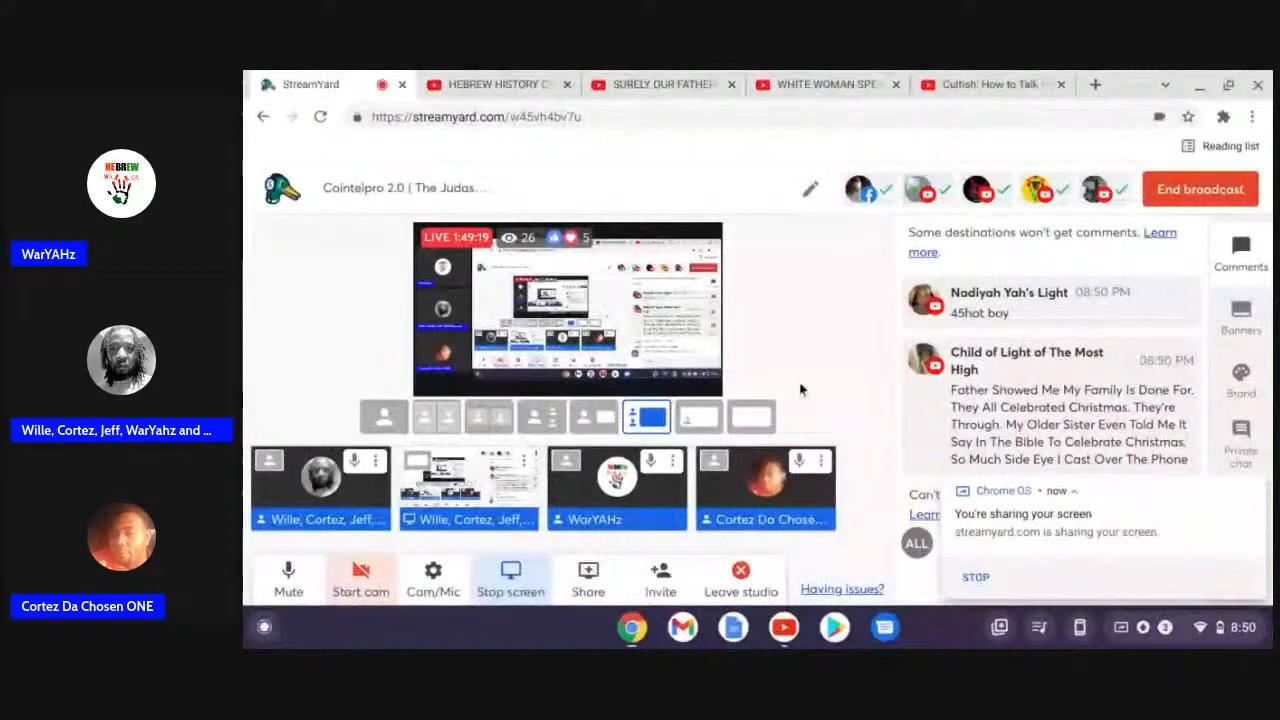 HEBREW
WarYAHz
Wille, Cortez, Jeff, WarYahz and ...
Cortez Da Chosen ONE
StreamYard
HEBREW HISTORY C
SURELY OUR FATHER
WHITE WOMAN SPE
Cultish: How to Talk
https://streamyard.com/w45vh4bv7u
Reading list
Cointelpro 2.0 ( The Judas....
End broadcast
LIVE 1:49:19
26
5
Some destinations won't get comments. Learn
more.
Nadiyah Yah's Light 08:50 PM
45hot boy
Child of Light of The Most
High
08:50 PM
Father Showed Me My Family Is Done For.
They All Celebrated Christmas. They're
Through. My Older Sister Even Told Me It
Say In The Bible To Celebrate Christmas.
So Much Side Eye I Cast Over The Phone
Comments
Banners
Brand
Private
chat
Wille, Cortez, Jeff,...
Wille, Cortez, Jeff,...
WarYAHz
Cortez Da Chose...
Can't
Learn
ALL
Chrome OS • now
You're sharing your screen
streamyard.com is sharing your screen.
STOP
Mute
Start cam
Cam/Mic
Stop screen
Share
Invite
Leave studio
Having issues?
3
8:50